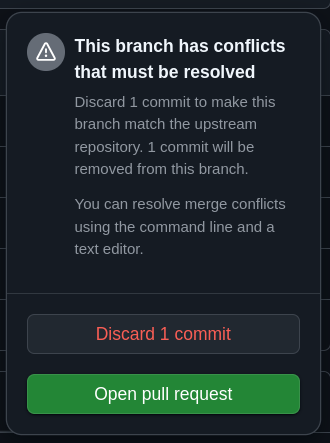 This branch has conflicts
that must be resolved
Discard 1 commit to make this
branch match the upstream
repository. 1 commit will be
removed from this branch.
You can resolve merge conflicts
using the command line and a
text editor.
Discard 1 commit
Open pull request